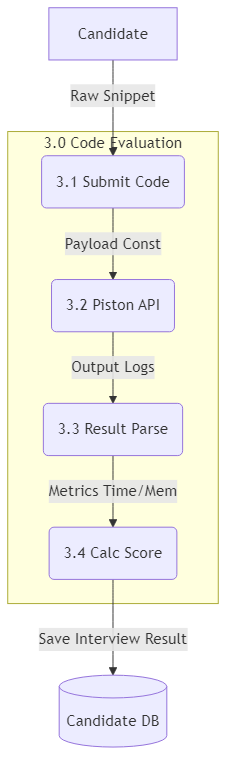 Candidate
Raw Snippet
3.0 Code Evaluation
3.1 Submit Code
Payload Const
3.2 Piston API
Output Logs
3.3 Result Parse
Metrics Time/Mem
3.4 Calc Score
Save Interview Result
Candidate DB